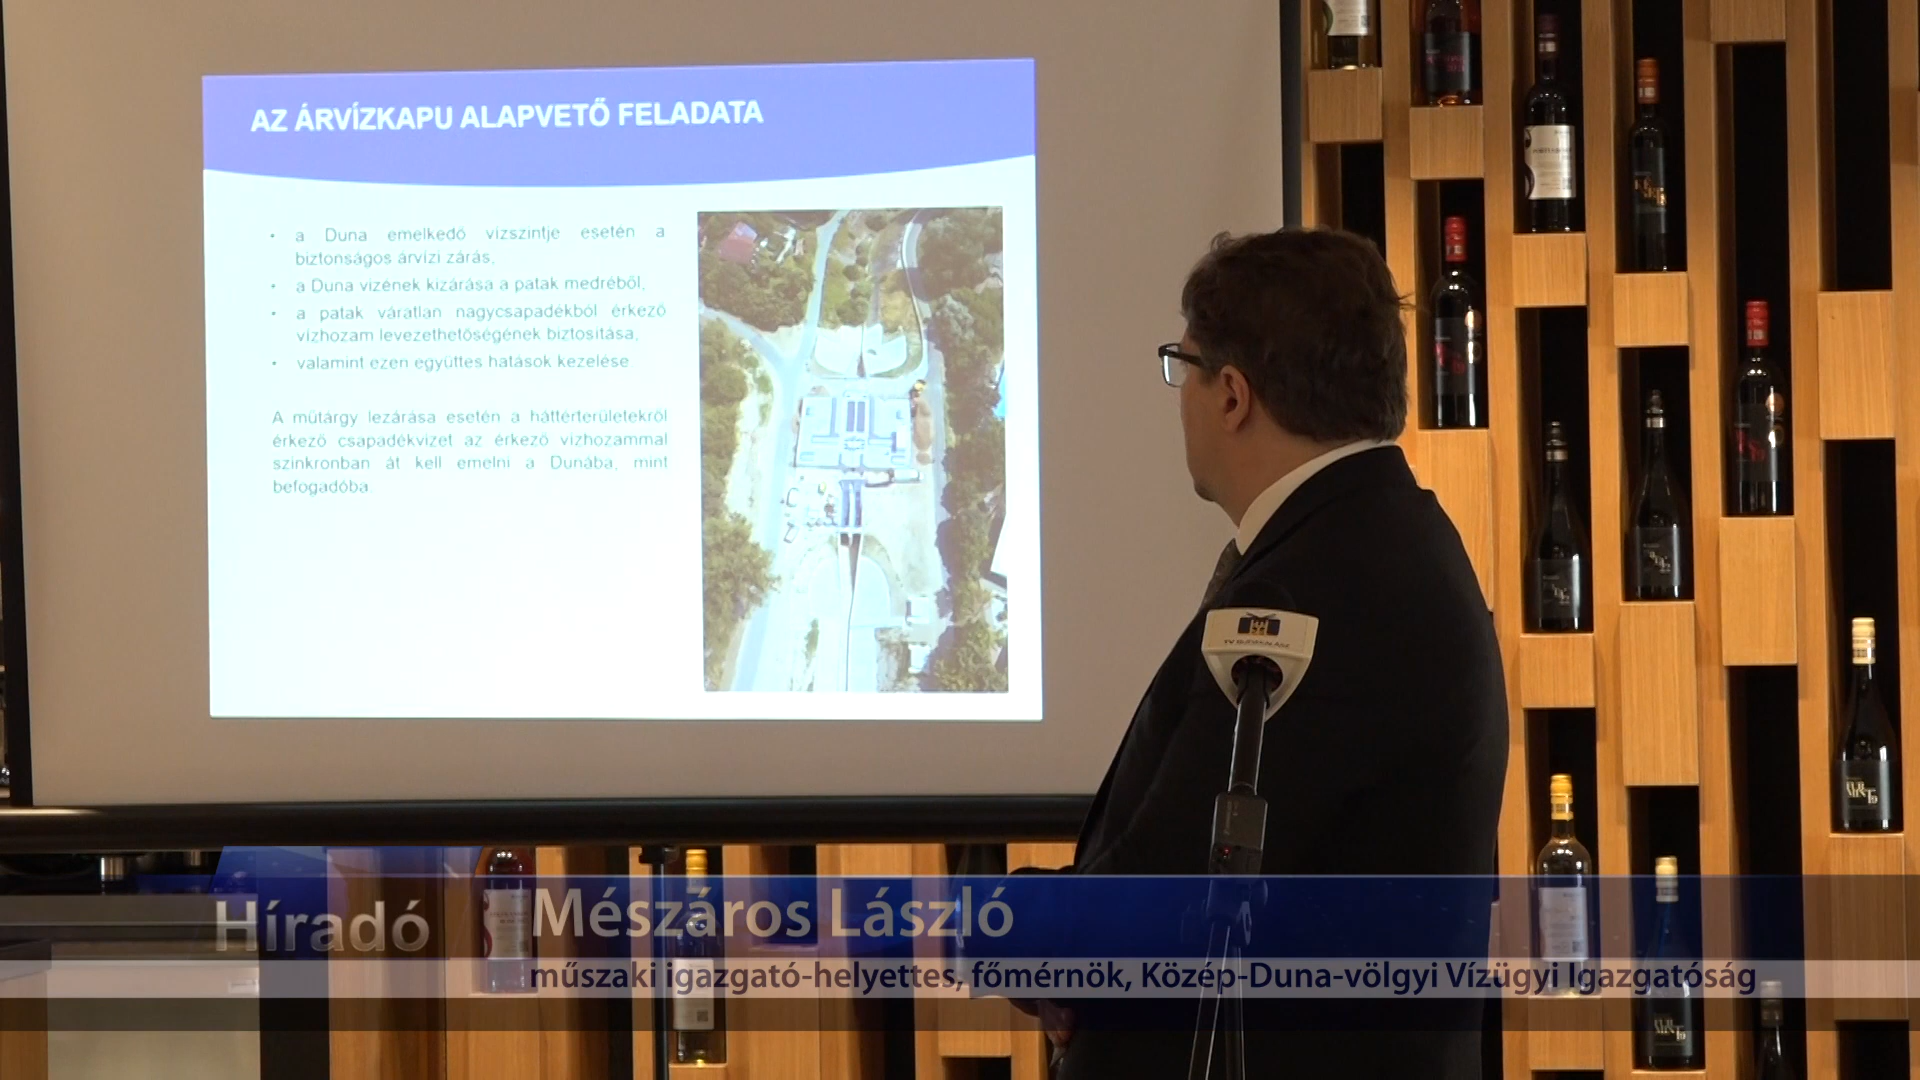 AZ ÁRVÍZKAPU ALAPVETŐ FELADATA
• a Duna emelkedő vízszintje esetén a
biztonságos árvízi zárás,
• a Duna vizének kizárása a patak medréből,
• a patak váratlan nagycsapadékból érkező
vízhozam levezethetőségének biztosítása,
• valamint ezen együttes hatások kezelése
A műtárgy lezárása esetén a háttérterületekről
érkező csapadékvizet az érkező vízhozammal
szinkronban át kell emelni a Dunába, mint
befogadóba.
Híradó
Mészáros László
műszaki igazgató-helyettes, főmérnök, Közép-Duna-völgyi Vízügyi Igazgatóság